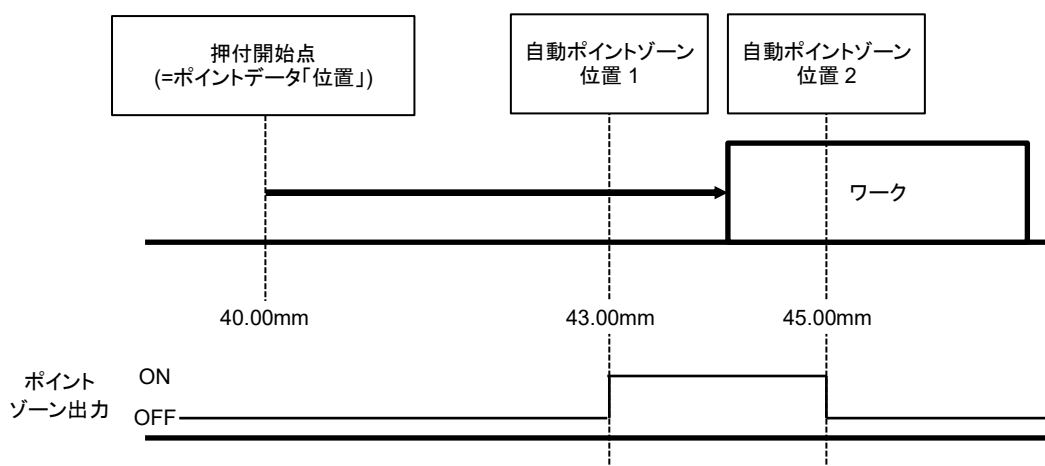 押付開始点
(=ポイントデータ「位置」)
自動ポイントゾーン
位置 1
自動ポイントゾーン
位置 2
ワーク
40.00mm
43.00mm
45.00mm
ポイント
ゾーン出力
ON
OFF